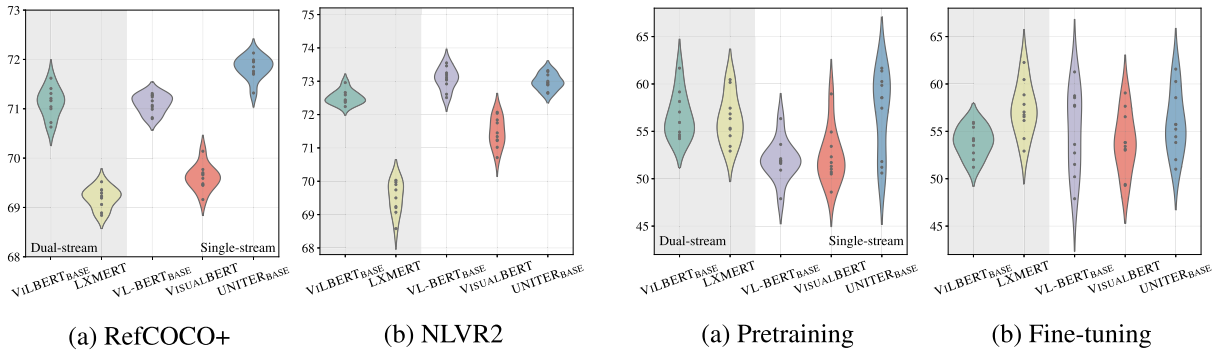 73
72
71
70
69
68
Dual-stream
Single-stream
VILBERTBASE
LXMERT
VL-BERTBASE
VISUALBERT
UNITERBASE
(a) RefCOCO+
75
74
73
72
71
70
69
68
VILBERTBASE
LXMERT
VL-BERTBASE
VISUALBERT
UNITERBASE
(b) NLVR2
65
60
55
50
45
Dual-stream
Single-stream
VILBERTBASE
LXMERT
VL-BERTBASE
VISUALBERT
UNITERBASE
(a) Pretraining
65
60
55
50
45
VILBERTBASE
LXMERT
VL-BERTBASE
VISUALBERT
UNITERBASE
(b) Fine-tuning